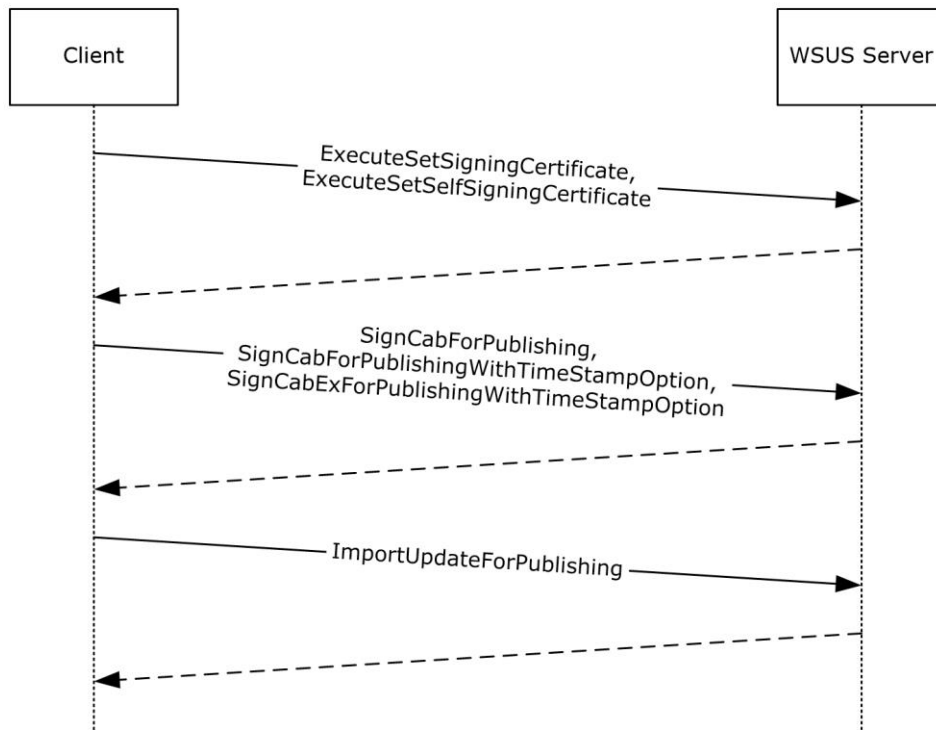 Client
WSUS Server
ExecuteSetSigningCertificate,
ExecuteSetSelfSigningCertificate
SignCabForPublishing,
SignCabForPublishingWithTimeStampOption,
SignCabExForPublishingWithTimeStampOption
ImportUpdateForPublishing